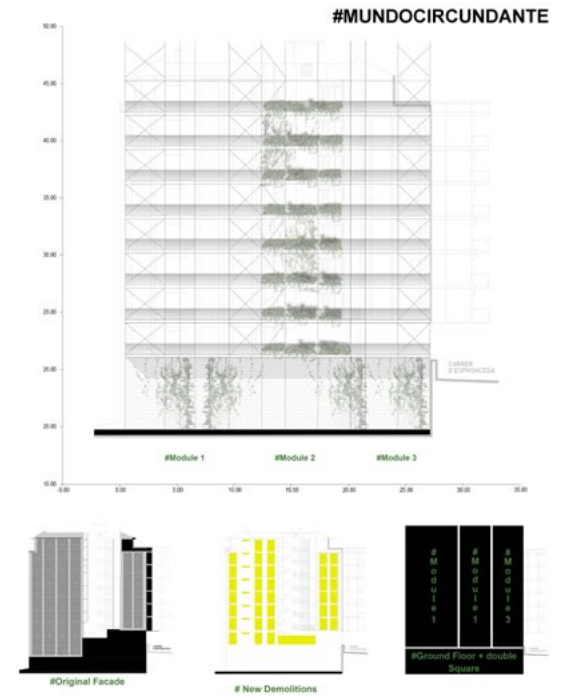 #MUNDOCIRCUNDANTE
50.00
45.00
40.00
35.00
30.00
25.00
20.00
20.00
10.00
CARRER
D'ESPRONCEDA
#Module 1
#Module 2
#Module 3
-5.00
0.00
5.00
10.00
15.00
20.00
25.00
30.00
35.00
#Original Facade
# New Demolitions
#Module 1
#Module 1
#Module 3
#Ground Floor + double
Square